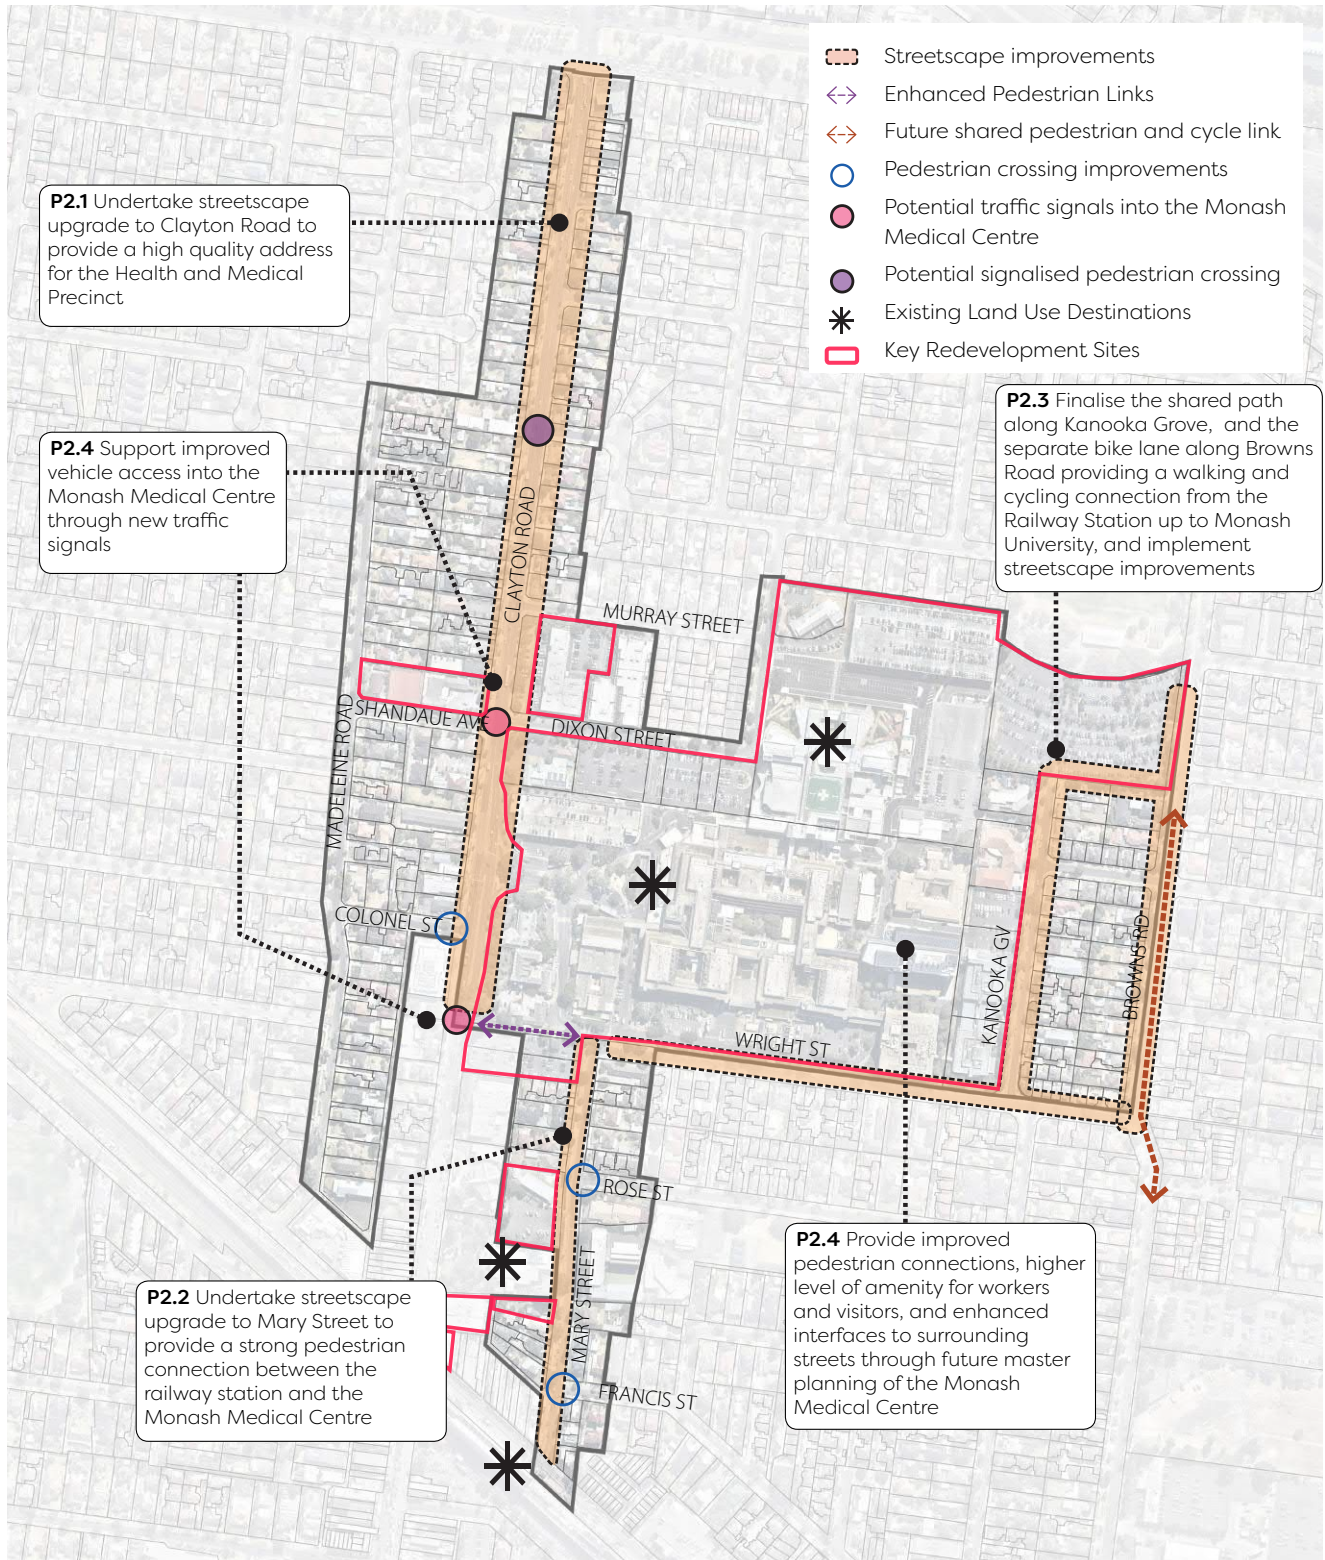 Streetscape improvements
Enhanced Pedestrian Links
Future shared pedestrian and cycle link
Pedestrian crossing improvements
Potential traffic signals into the Monash
Medical Centre
Potential signalised pedestrian crossing
Existing Land Use Destinations
Key Redevelopment Sites
P2.1 Undertake streetscape
upgrade to Clayton Road to
provide a high quality address
for the Health and Medical
Precinct
P2.4 Support improved
vehicle access into the
Monash Medical Centre
through new traffic
signals
P2.3 Finalise the shared path
along Kanooka Grove, and the
separate bike lane along Browns
Road providing a walking and
cycling connection from the
Railway Station up to Monash
University, and implement
streetscape improvements
CLAYTON ROAD
MURRAY STREET
MADELEINE ROAD
SHANDAUE AVE
DIXON STREET
COLONEL ST
KANOOKA GV
BROWNS RD
WRIGHT ST
ROSE ST
MARY STREET
FRANCIS ST
P2.2 Undertake streetscape
upgrade to Mary Street to
provide a strong pedestrian
connection between the
railway station and the
Monash Medical Centre
P2.4 Provide improved
pedestrian connections, higher
level of amenity for workers
and visitors, and enhanced
interfaces to surrounding
streets through future master
planning of the Monash
Medical Centre